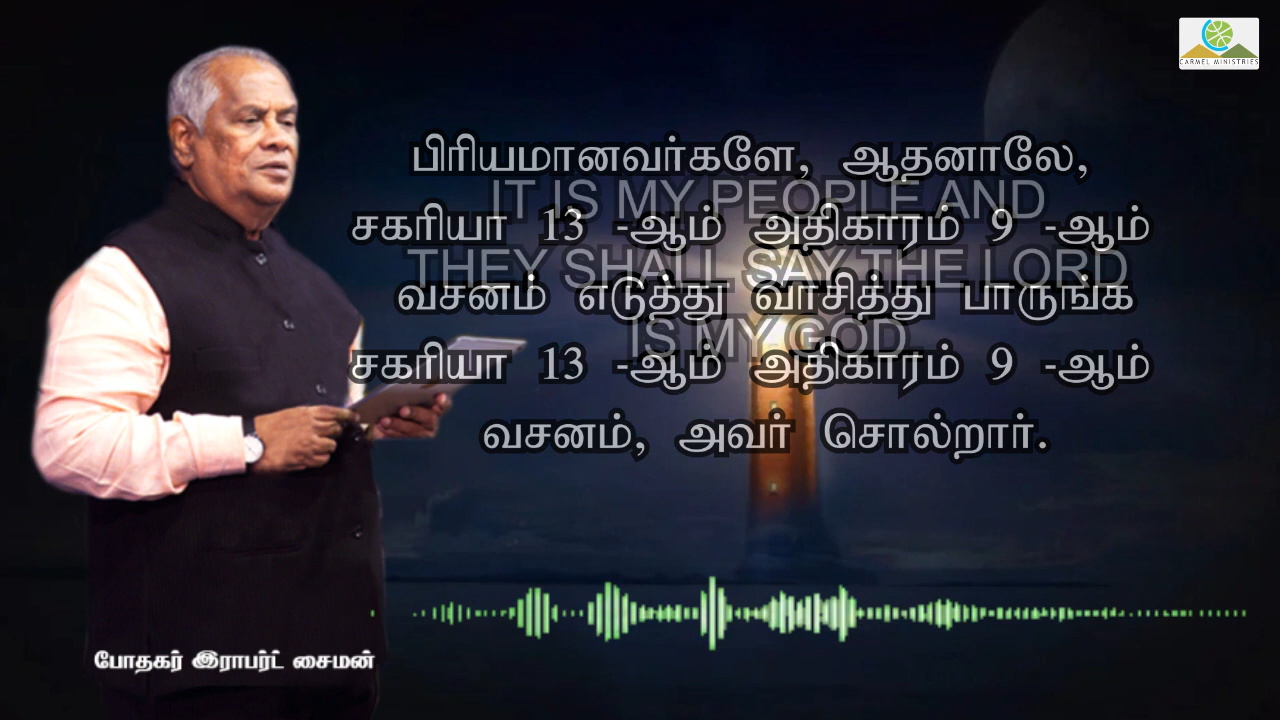 CARMEL MINISTRIES
பிரியமானவர்களே, ஆதனாலே,
IT IS MY PEOPLE AND
சகரியா 13 -ஆம் அதிகாரம் 9 -ஆம்
THEY SHALL SAY THE LORD
வசனம் எடுத்து வாசித்து பாருங்க
IS MY GOD
சகரியா 13 -ஆம் அதிகாரம் 9 -ஆம்
வசனம், அவர் சொல்றார்.
போதகர் இராபர்ட் சைமன்